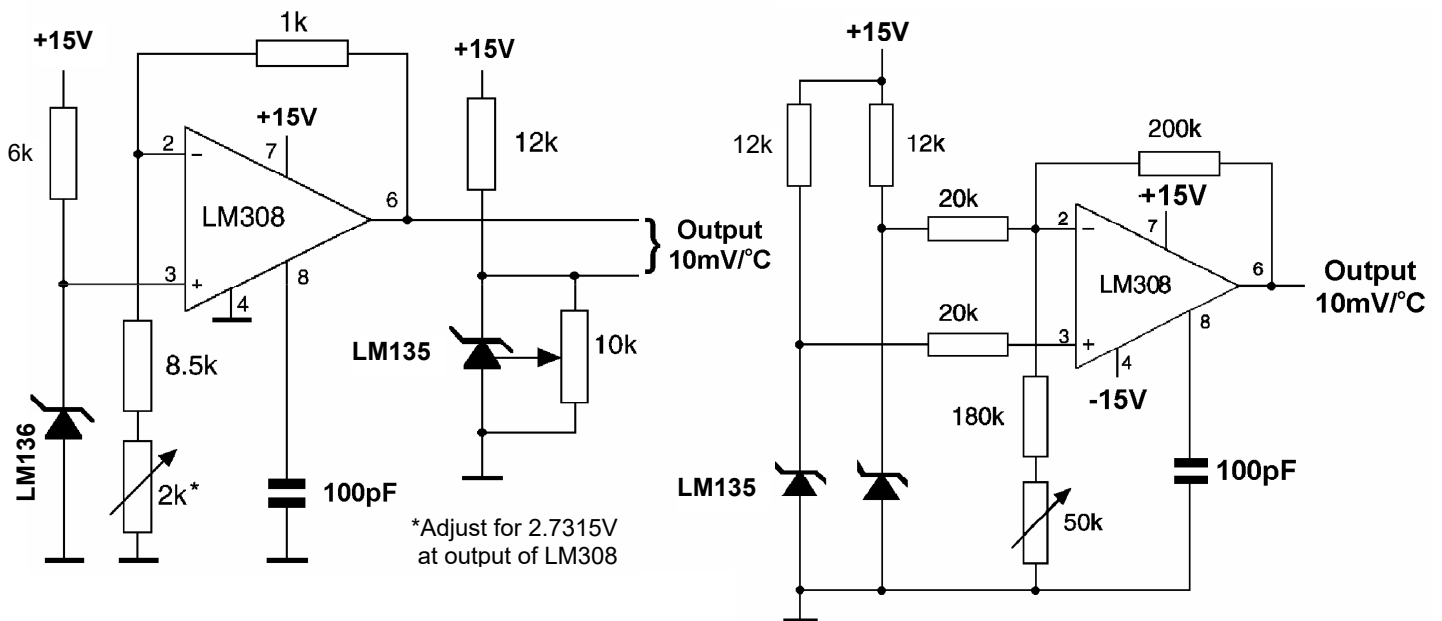 +15V
1k
+15V
6k
2
−
+15V
7
LM308
6
3
+
4
8
12k
Output
10mV/°C
LM136
8.5k
2k*
100pF
LM135
10k
*Adjust for 2.7315V
at output of LM308
+15V
12k
12k
200k
20k
2
−
+15V
7
LM308
6
Output
10mV/°C
20k
3
+
4
8
-15V
180k
LM135
100pF
50k